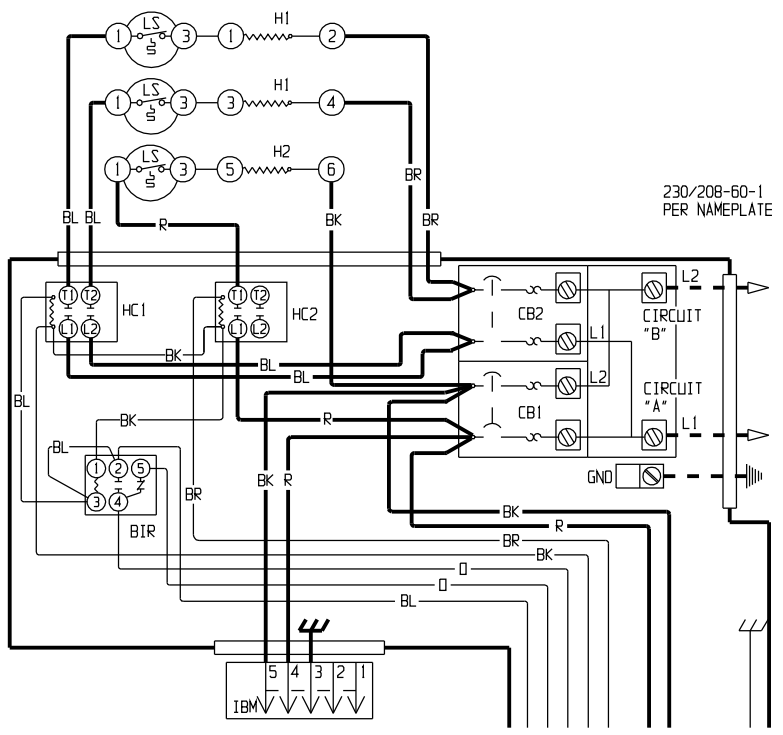 H1
1 LS 3 1 2
H1
1 LS 3 3 4
H2
1 LS 3 5 6
BR
230/208-60-1
PER NAMEPLATE
BL BL R BK BR
T1 T2 HC1 T1 T2 HC2
L1 L2 L1 L2
CB2
L2
CIRCUIT
"B"
L1
BK
BL
BL
L2
CIRCUIT
"A"
CB1
L1
BL
BK
R
BL
1 2 5
3 4
BIR
BR
BK R
GND
BK
R
BR
BK
O
O
BL
5 4 3 2 1
IBM